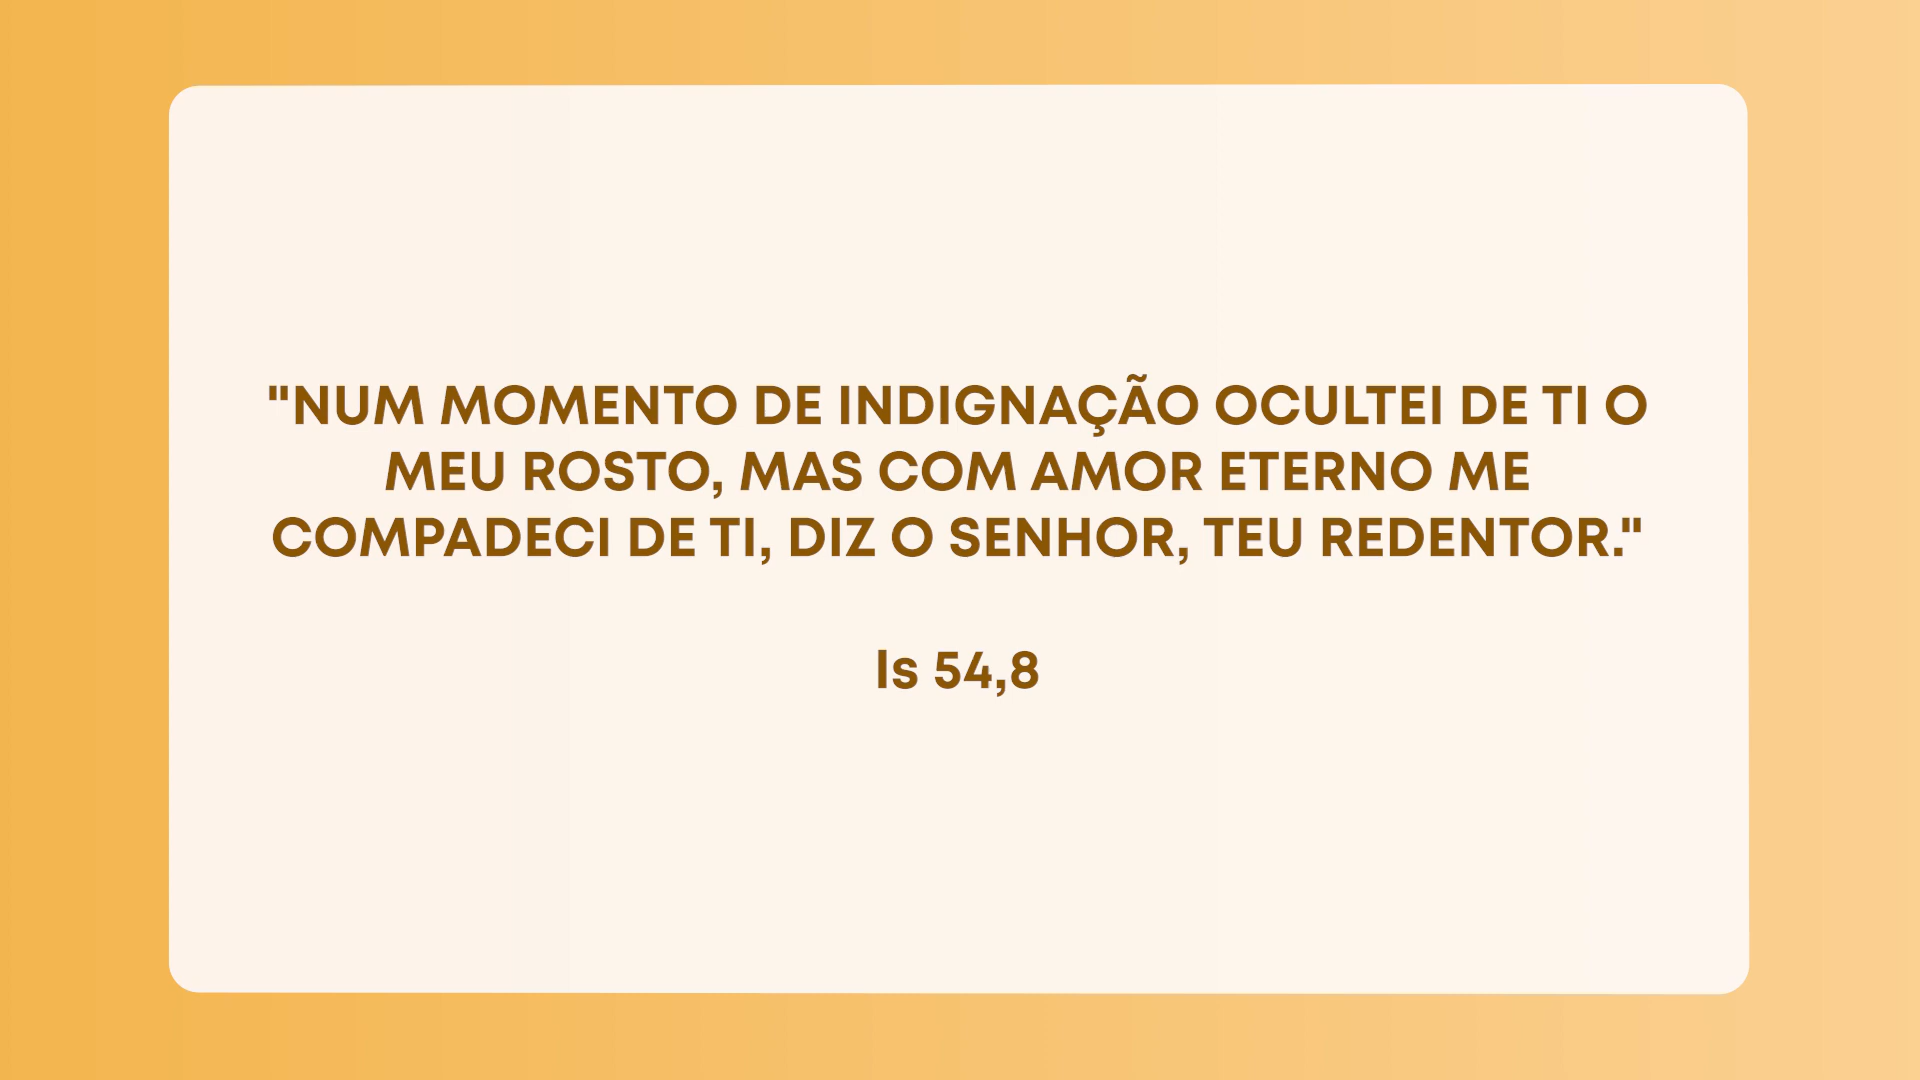 "NUM MOMENTO DE INDIGNAÇÃO OCULTEI DE TI O
MEU ROSTO, MAS COM AMOR ETERNO ME
COMPADECI DE TI, DIZ O SENHOR, TEU REDENTOR."
Is 54,8